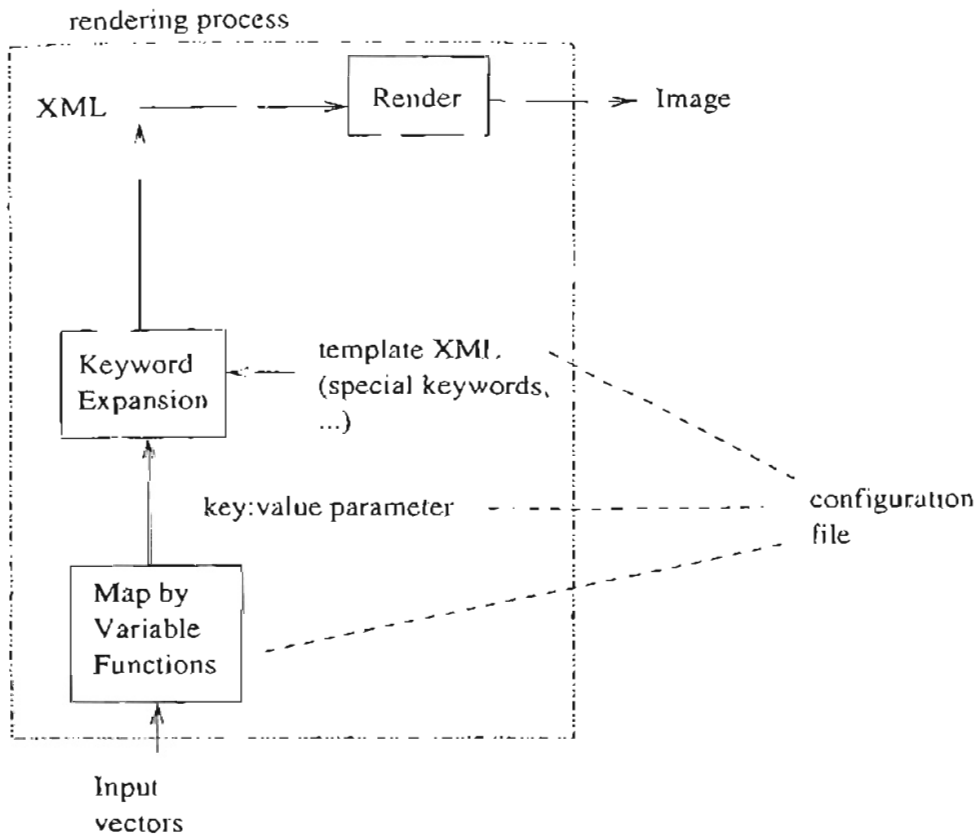 rendering process
XML
Render
Image
Keyword
Expansion
template XML
(special keywords,
...)
key:value parameter
configuration
file
Map by
Variable
Functions
Input
vectors